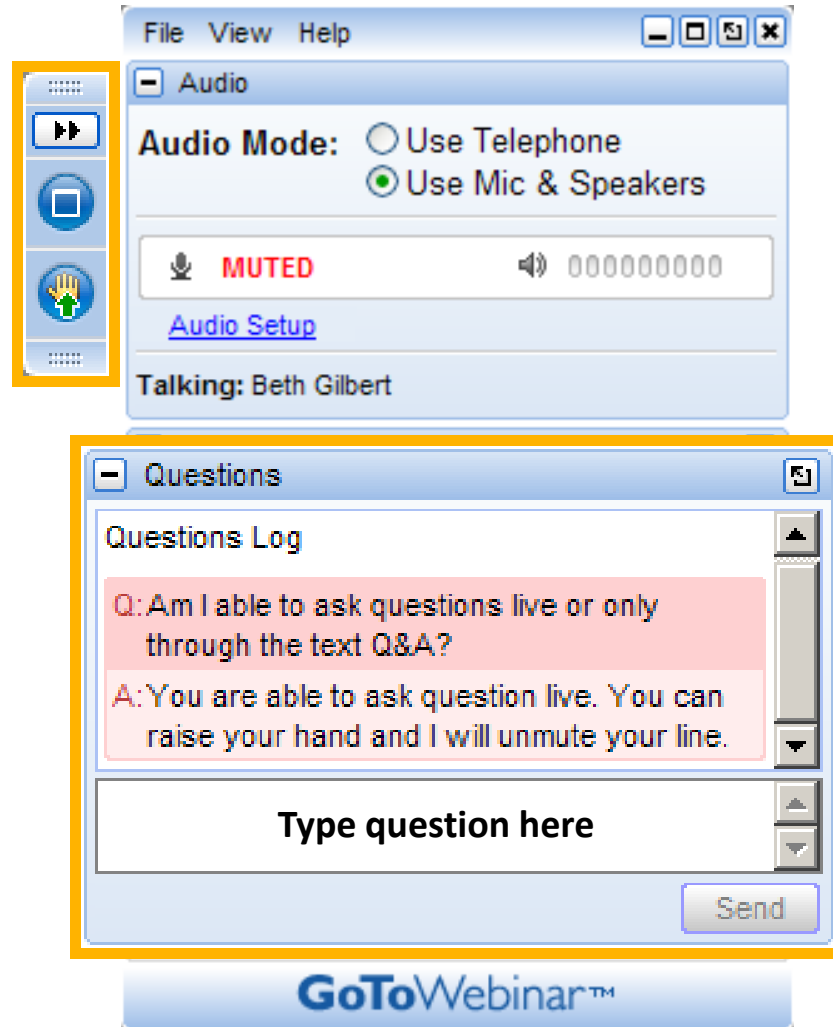 File View Help
Audio
Audio Mode: Use Telephone
Use Mic & Speakers
MUTED 000000000
Audio Setup
Talking: Beth Gilbert
Questions
Questions Log
Q: Am I able to ask questions live or only
through the text Q&A?
A: You are able to ask question live. You can
raise your hand and I will unmute your line.
Type question here
Send
GoToWebinar™